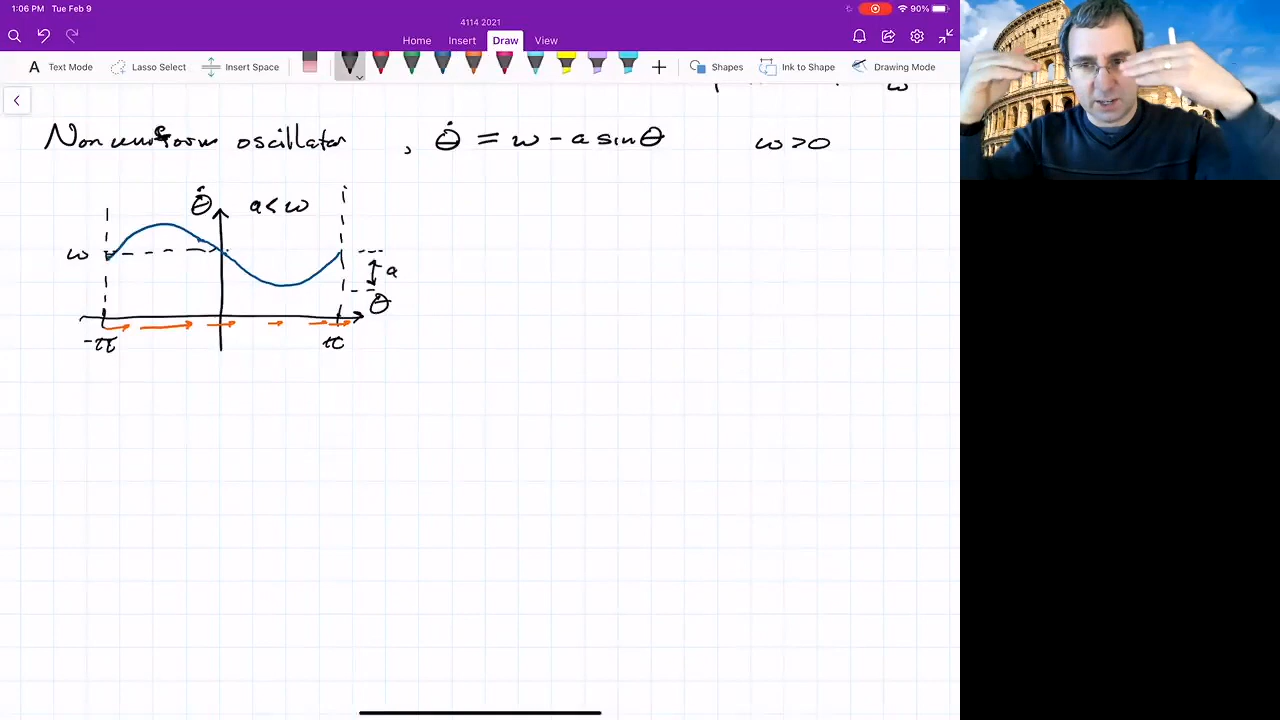 1:06 PM Tue Feb 9 90%
4114 2021
Home Insert Draw View
Text Mode Lasso Select Insert Space Shapes Ink to Shape Drawing Mode
ω
Nonuniform oscillator , θ̇ = ω - a sinθ ω>0
θ̇ a<ω
ω
a
θ
-π π